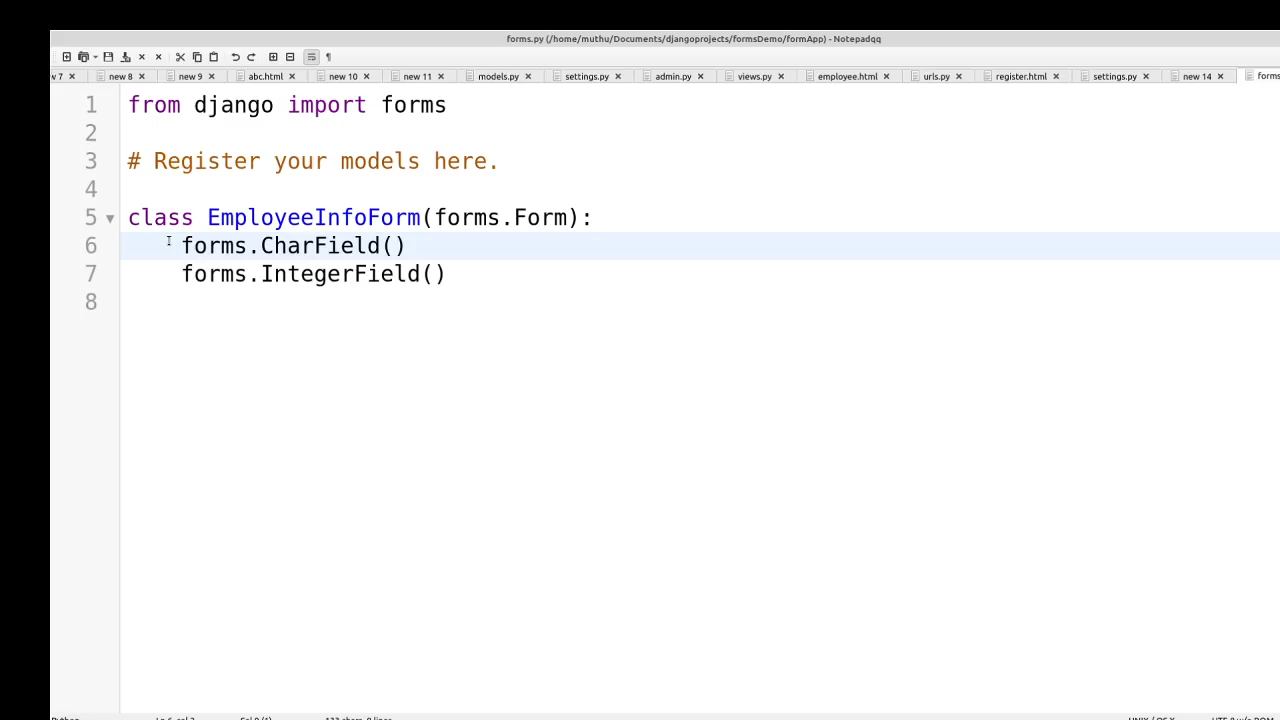 forms.py (/home/muthu/Documents/djangoprojects/formsDemo/formApp) - Notepadqq
new 8 new 9 abc.html new 10 new 11 models.py settings.py admin.py views.py employee.html urls.py register.html settings.py new 14 forms
1 from django import forms
2
3 # Register your models here.
4
5 class EmployeeInfoForm(forms.Form):
6 forms.CharField()
7 forms.IntegerField()
8